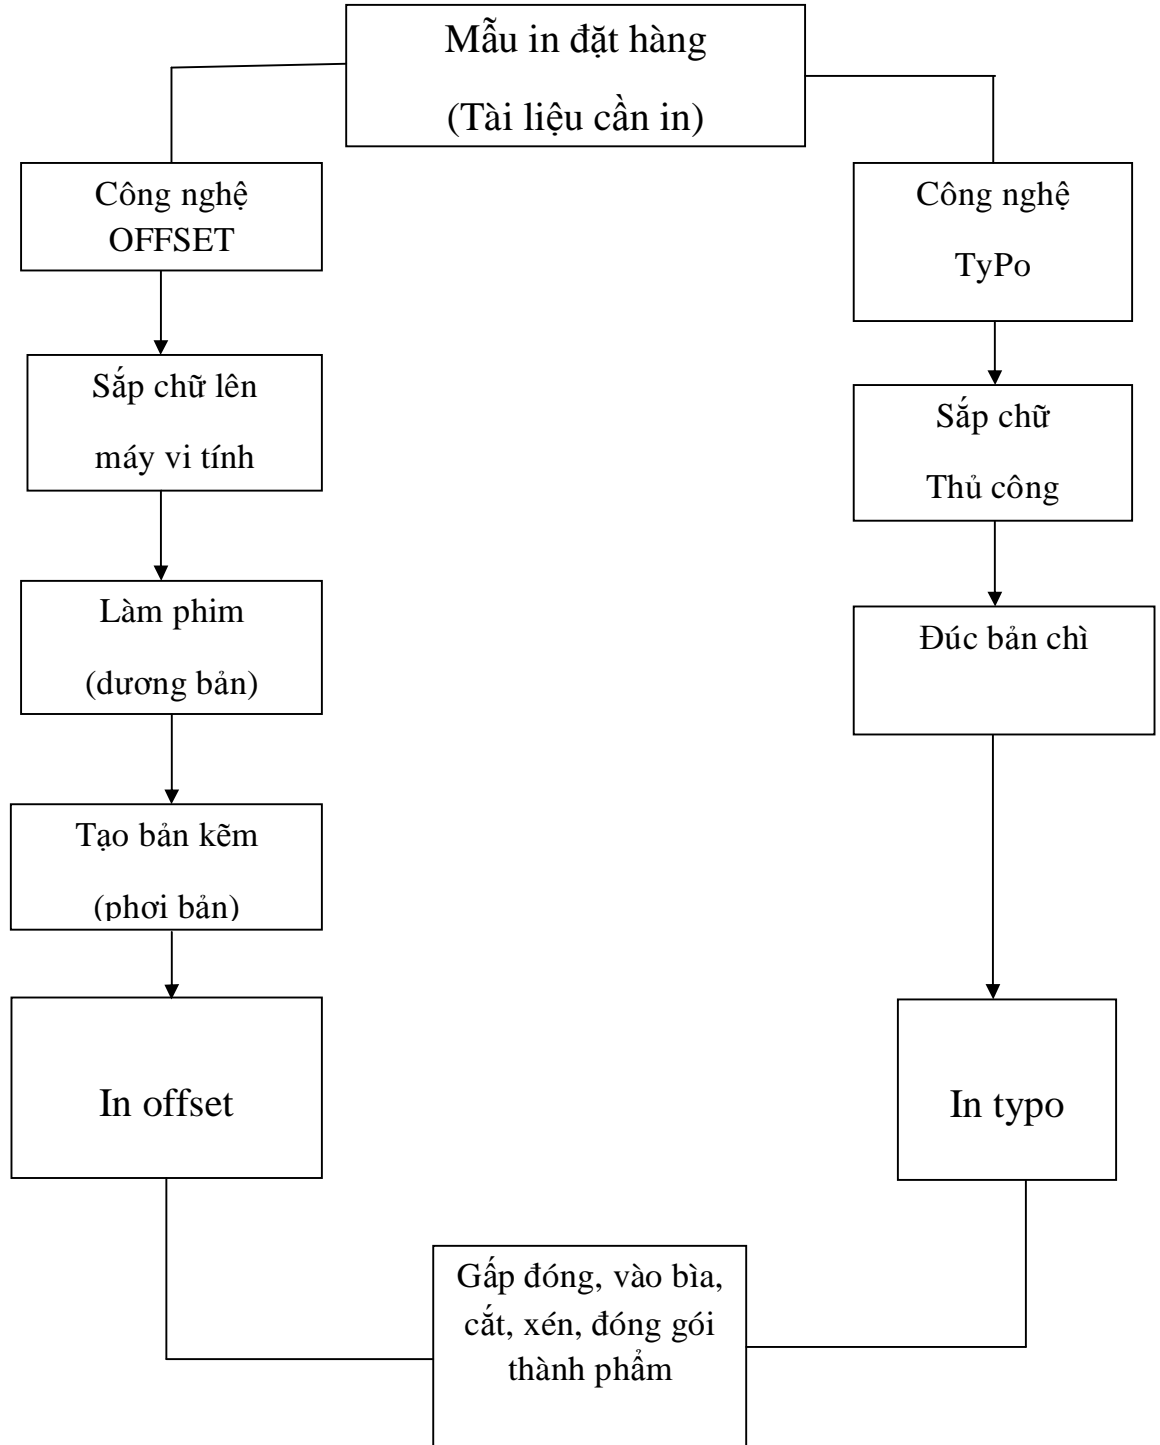 Mẫu in đặt hàng
(Tài liệu cần in)
Công nghệ
OFFSET
Sắp chữ lên
máy vi tính
Làm phim
(dương bản)
Tạo bản kẽm
(phơi bản)
In offset
Công nghệ
TyPo
Sắp chữ
Thủ công
Đúc bản chì
In typo
Gấp đóng, vào bìa,
cắt, xén, đóng gói
thành phẩm